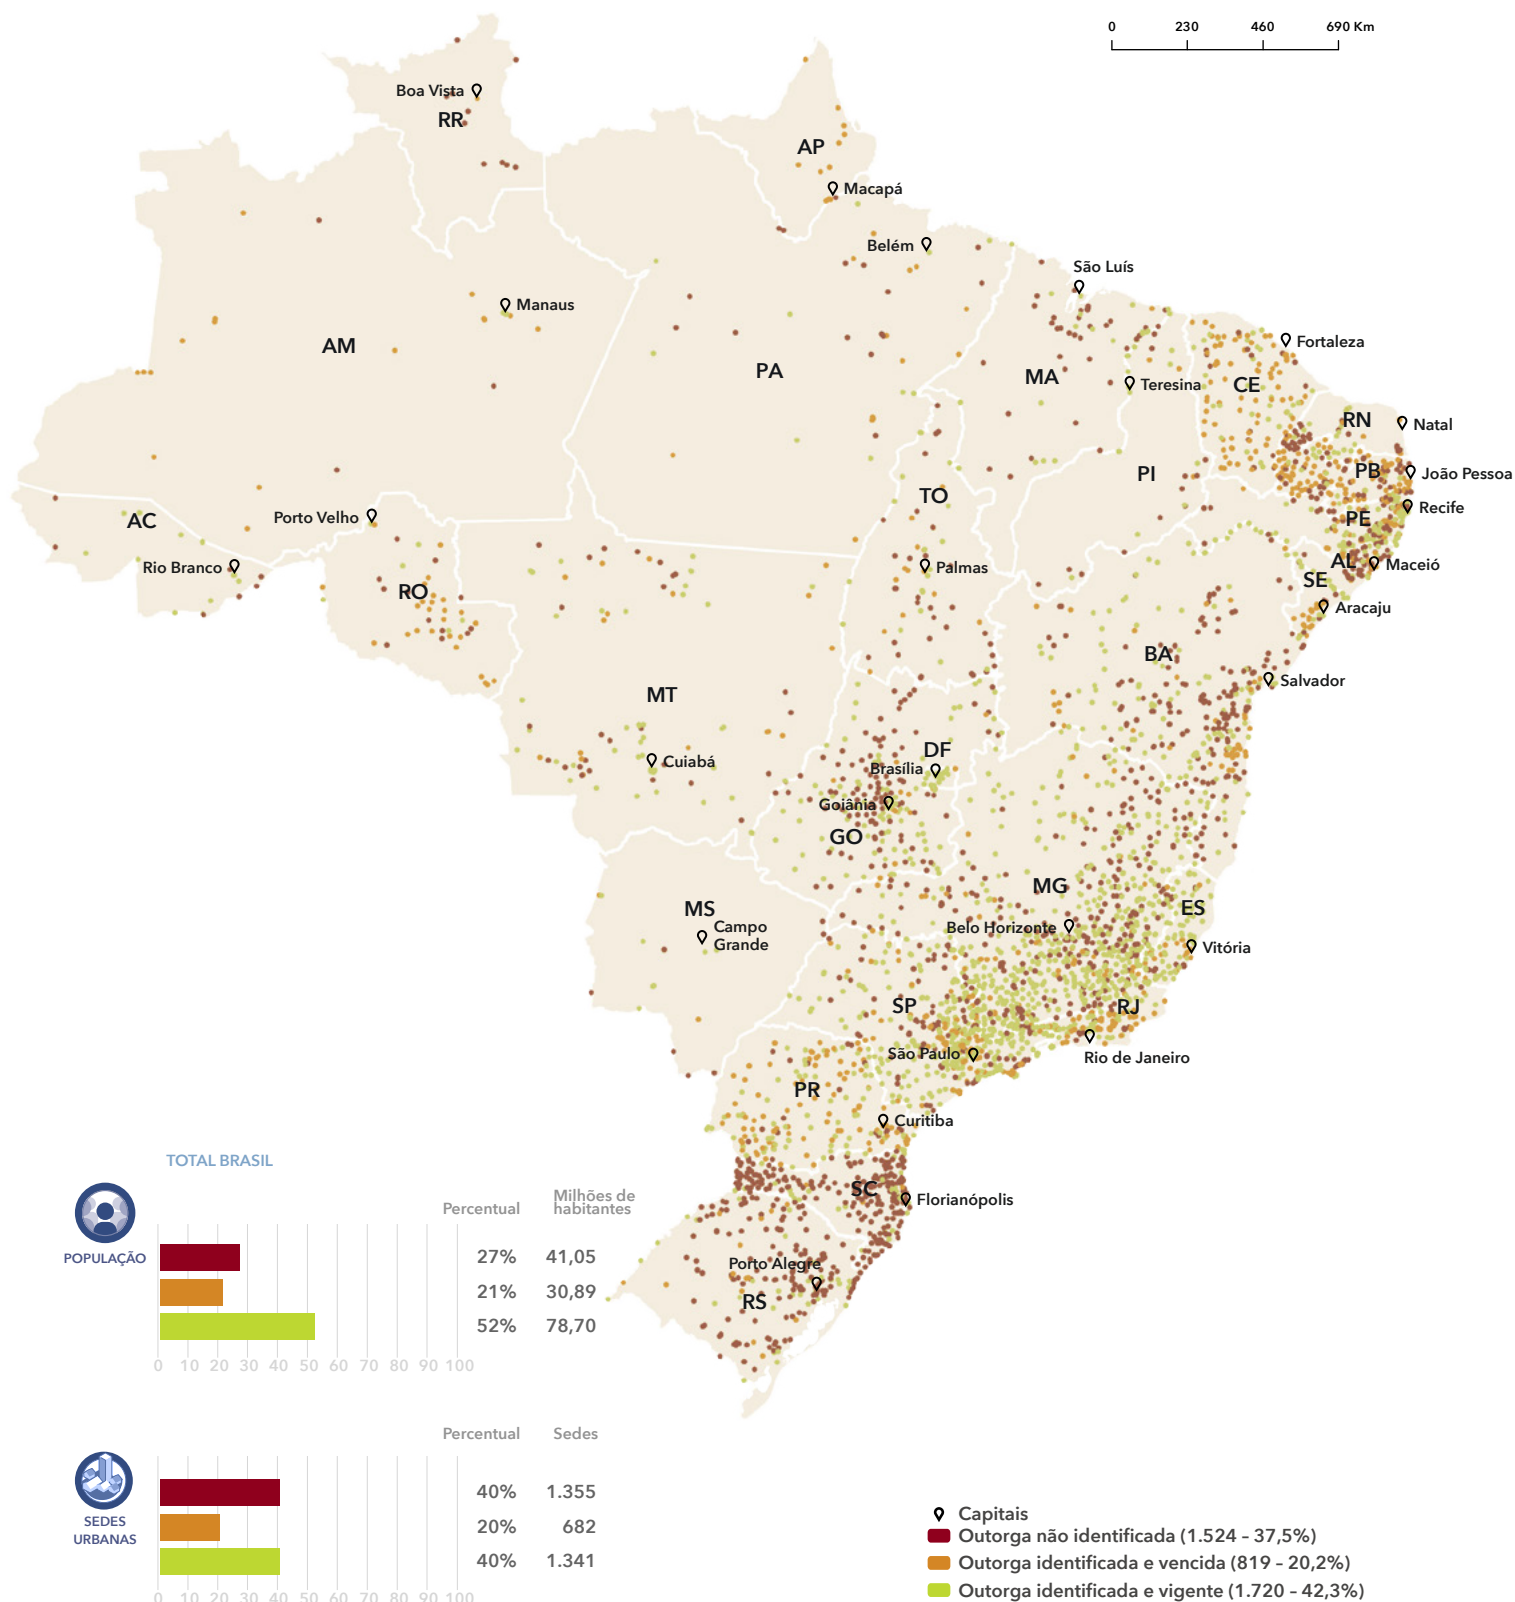 0 230 460 690 Km
Boa Vista
RR
AP
Macapá
Belém
São Luís
Manaus
Fortaleza
AM
PA
MA
Teresina
CE
RN
Natal
PB
João Pessoa
PI
TO
Recife
AC
Porto Velho
PE
Rio Branco
Palmas
AL
Maceió
SE
RO
Aracaju
BA
Salvador
MT
DF
Cuiabá
Brasília
Goiânia
GO
MG
MS
ES
Campo
Grande
Belo Horizonte
Vitória
SP
RJ
São Paulo
Rio de Janeiro
PR
Curitiba
SC
Florianópolis
Porto Alegre
RS
TOTAL BRASIL
Percentual
Milhões de
habitantes
POPULAÇÃO
27% 41,05
21% 30,89
52% 78,70
0 10 20 30 40 50 60 70 80 90 100
Percentual Sedes
SEDES
URBANAS
40% 1.355
20% 682
40% 1.341
0 10 20 30 40 50 60 70 80 90 100
Capitais
Outorga não identificada (1.524 – 37,5%)
Outorga identificada e vencida (819 – 20,2%)
Outorga identificada e vigente (1.720 – 42,3%)